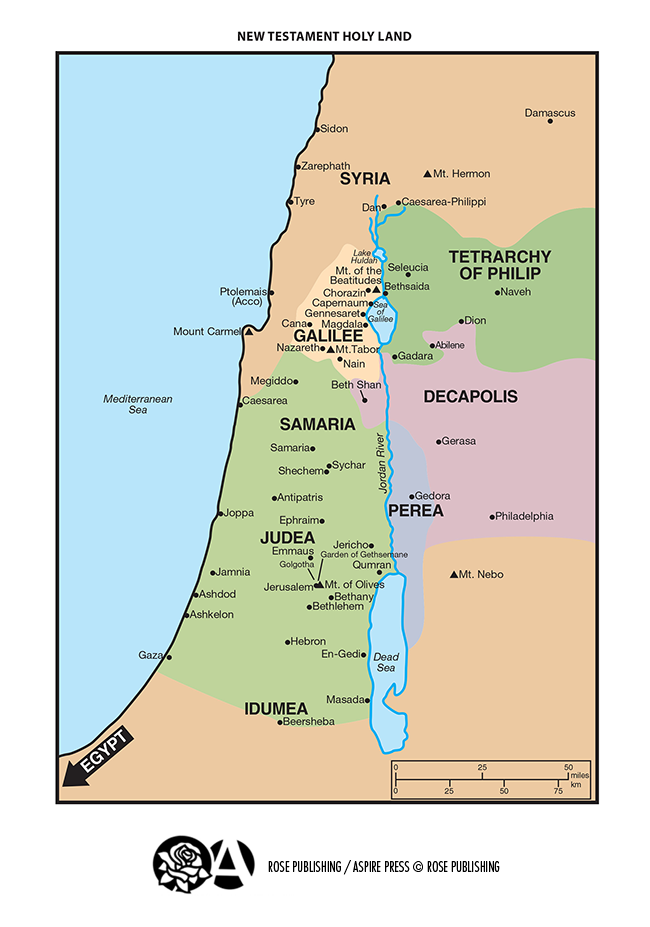 NEW TESTAMENT HOLY LAND
Damascus
Sidon
Zarephath
SYRIA
Mt. Hermon
Tyre
Dan
Caesarea-Philippi
Lake
Huldah
TETRARCHY
OF PHILIP
Mt. of the
Beatitudes
Seleucia
Chorazin
Bethsaida
Naveh
Ptolemais
(Acco)
Capernaum
Sea
of
Galilee
Gennesaret
Cana
Magdala
Dion
Mount Carmel
GALILEE
Nazareth
Mt.Tabor
Abilene
Gadara
Nain
Megiddo
Beth Shan
DECAPOLIS
Mediterranean
Sea
Caesarea
SAMARIA
Jordan River
Gerasa
Samaria
Sychar
Shechem
Antipatris
Gedora
PEREA
Joppa
Ephraim
Philadelphia
JUDEA
Emmaus
Jericho
Garden of Gethsemane
Golgotha
Qumran
Jamnia
Mt. Nebo
Jerusalem
Mt. of Olives
Ashdod
Bethany
Bethlehem
Ashkelon
Hebron
Gaza
En-Gedi
Dead
Sea
Masada
IDUMEA
Beersheba
EGYPT
0 25 50
miles
km
0 25 50 75
A
ROSE PUBLISHING / ASPIRE PRESS © ROSE PUBLISHING